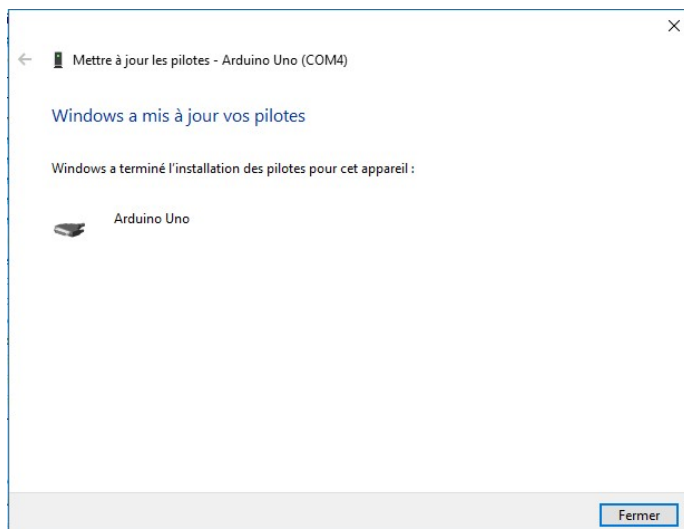 Mettre à jour les pilotes - Arduino Uno (COM4)
Windows a mis à jour vos pilotes
Windows a terminé l'installation des pilotes pour cet appareil :
Arduino Uno
Fermer